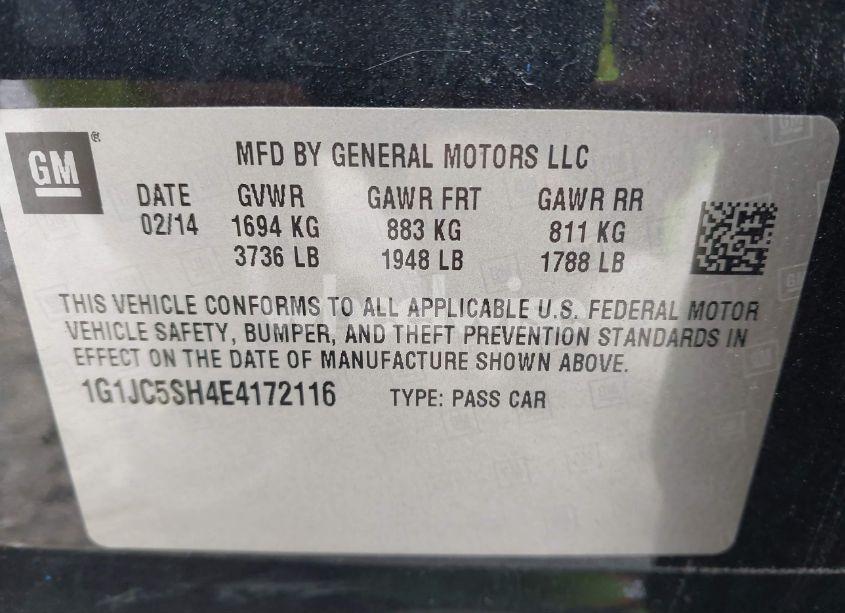 GM ®
MFD BY GENERAL MOTORS LLC
DATE GVWR GAWR FRT GAWR RR
02/14 1694 KG 883 KG 811 KG
3736 LB 1948 LB 1788 LB
THIS VEHICLE CONFORMS TO ALL APPLICABLE U.S. FEDERAL MOTOR
VEHICLE SAFETY, BUMPER, AND THEFT PREVENTION STANDARDS IN
EFFECT ON THE DATE OF MANUFACTURE SHOWN ABOVE.
1G1JC5SH4E4172116 TYPE: PASS CAR